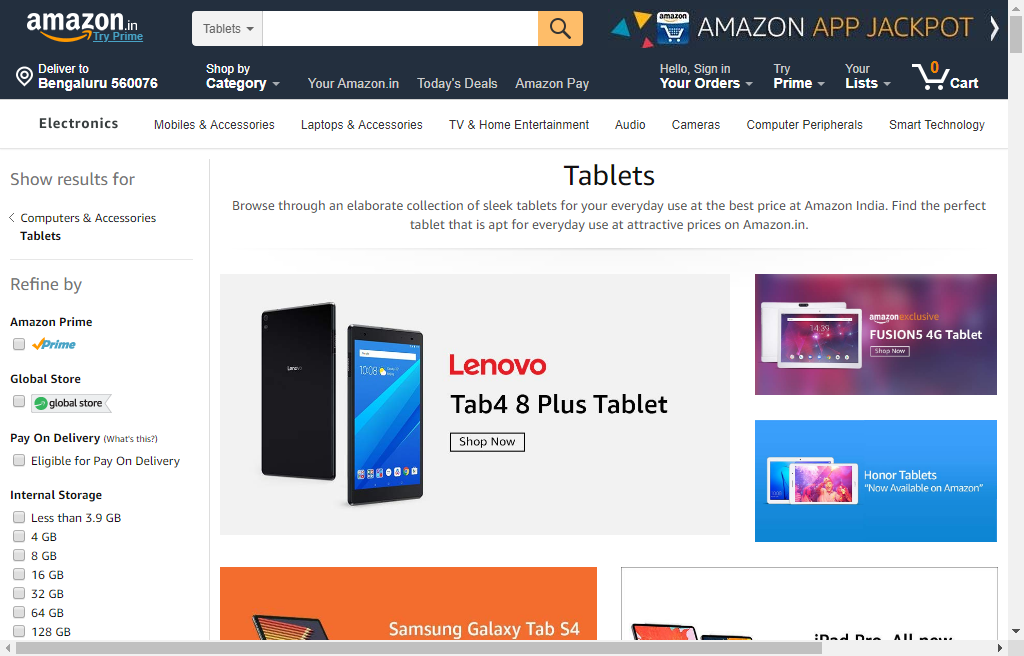 amazon.in
Try Prime
Tablets
amazon
AMAZON APP JACKPOT
Deliver to
Bengaluru 560076
Shop by
Category
Your Amazon.in
Today's Deals
Amazon Pay
Hello, Sign in
Your Orders
Try
Prime
Your
Lists
0
Cart
Electronics
Mobiles & Accessories
Laptops & Accessories
TV & Home Entertainment
Audio
Cameras
Computer Peripherals
Smart Technology
Show results for
Computers & Accessories
Tablets
Refine by
Amazon Prime
Prime
Global Store
global store
Pay On Delivery (What's this?)
Eligible for Pay On Delivery
Internal Storage
Less than 3.9 GB
4 GB
8 GB
16 GB
32 GB
64 GB
128 GB
Tablets
Browse through an elaborate collection of sleek tablets for your everyday use at the best price at Amazon India. Find the perfect
tablet that is apt for everyday use at attractive prices on Amazon.in.
Lenovo
10:08
Lenovo
Tab4 8 Plus Tablet
Shop Now
14:39
amazonexclusive
FUSION5 4G Tablet
Shop Now
Honor Tablets
"Now Available on Amazon"
Samsung Galaxy Tab S4
iPad Pro. All new